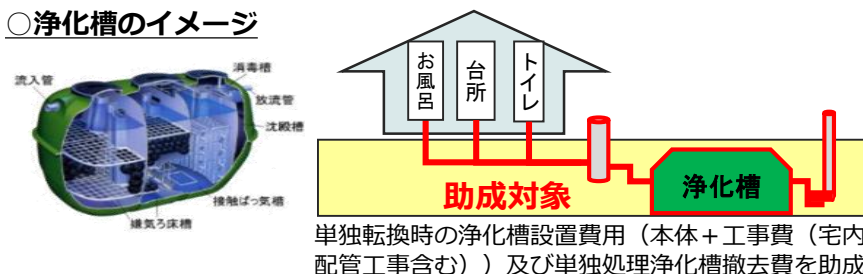 ○浄化槽のイメージ
流入管
消毒槽
放流管
沈殿槽
接触ばっ気槽
嫌気ろ床槽
お風呂
台所
トイレ
助成対象
浄化槽
単独転換時の浄化槽設置費用（本体＋工事費（宅内
配管工事含む））及び単独処理浄化槽撤去費を助成